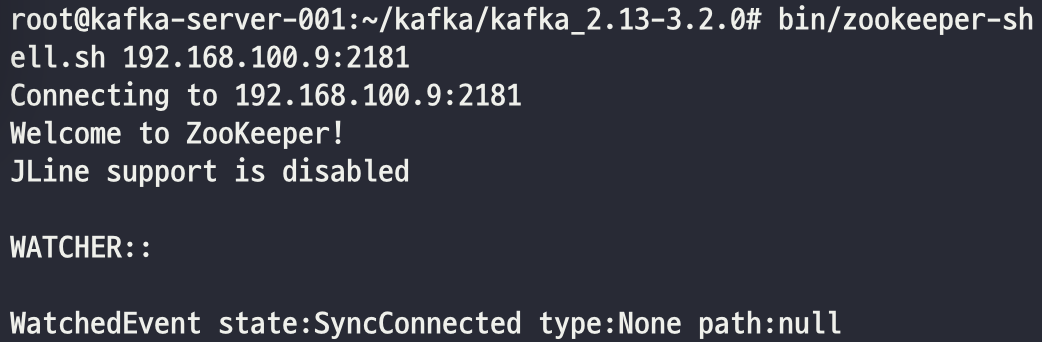 root@kafka-server-001:~/kafka/kafka_2.13-3.2.0# bin/zookeeper-sh
ell.sh 192.168.100.9:2181
Connecting to 192.168.100.9:2181
Welcome to ZooKeeper!
JLine support is disabled
WATCHER::
WatchedEvent state:SyncConnected type:None path:null